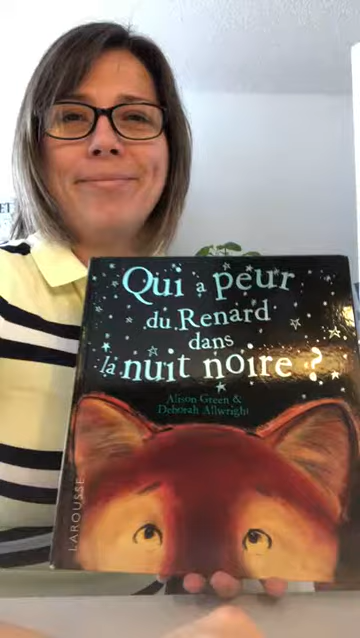 Qui a peur
du Renard
dans
la nuit noire ?
Alison Green &
Deborah Allwright
LAROUSSE